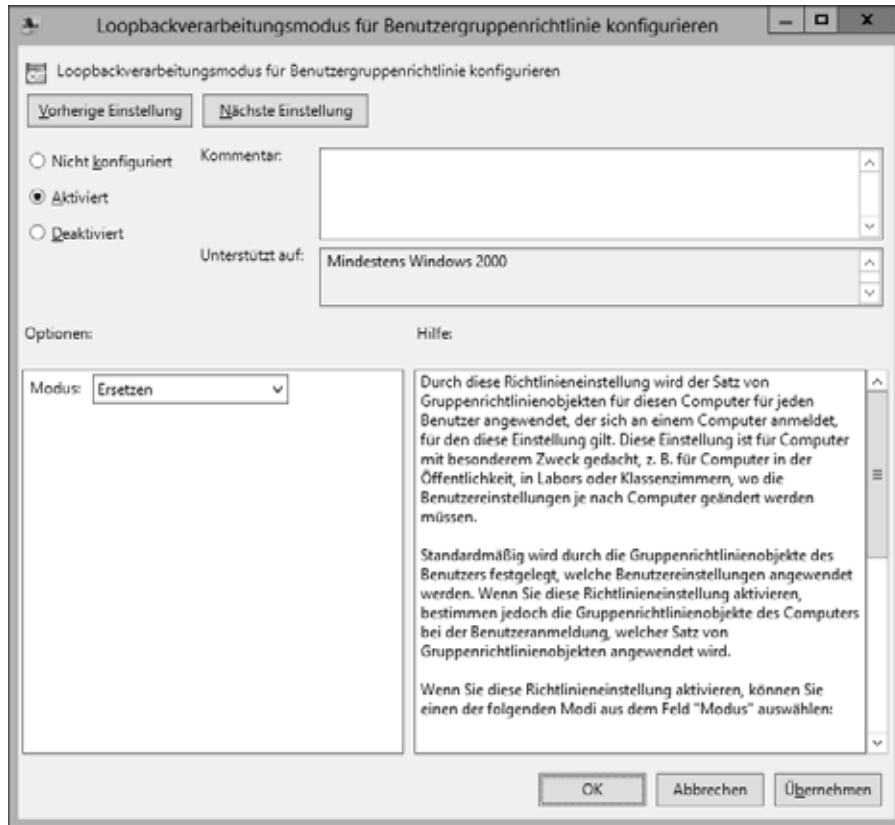 Loopbackverarbeitungsmodus für Benutzergruppenrichtlinie konfigurieren
Loopbackverarbeitungsmodus für Benutzergruppenrichtlinie konfigurieren
Vorherige Einstellung
Nächste Einstellung
Nicht konfiguriert
Kommentar:
Aktiviert
Deaktiviert
Unterstützt auf:
Mindestens Windows 2000
Optionen:
Hilfe:
Modus:
Ersetzen
Durch diese Richtlinieneinstellung wird der Satz von
Gruppenrichtlinienobjekten für diesen Computer für jeden
Benutzer angewendet, der sich an einem Computer anmeldet,
für den diese Einstellung gilt. Diese Einstellung ist für Computer
mit besonderem Zweck gedacht, z. B. für Computer in der
Öffentlichkeit, in Labors oder Klassenzimmern, wo die
Benutzereinstellungen je nach Computer geändert werden
müssen.
Standardmäßig wird durch die Gruppenrichtlinienobjekte des
Benutzers festgelegt, welche Benutzereinstellungen angewendet
werden. Wenn Sie diese Richtlinieneinstellung aktivieren,
bestimmen jedoch die Gruppenrichtlinienobjekte des Computers
bei der Benutzeranmeldung, welcher Satz von
Gruppenrichtlinienobjekten angewendet wird.
Wenn Sie diese Richtlinieneinstellung aktivieren, können Sie
einen der folgenden Modi aus dem Feld "Modus" auswählen:
OK
Abbrechen
Übernehmen